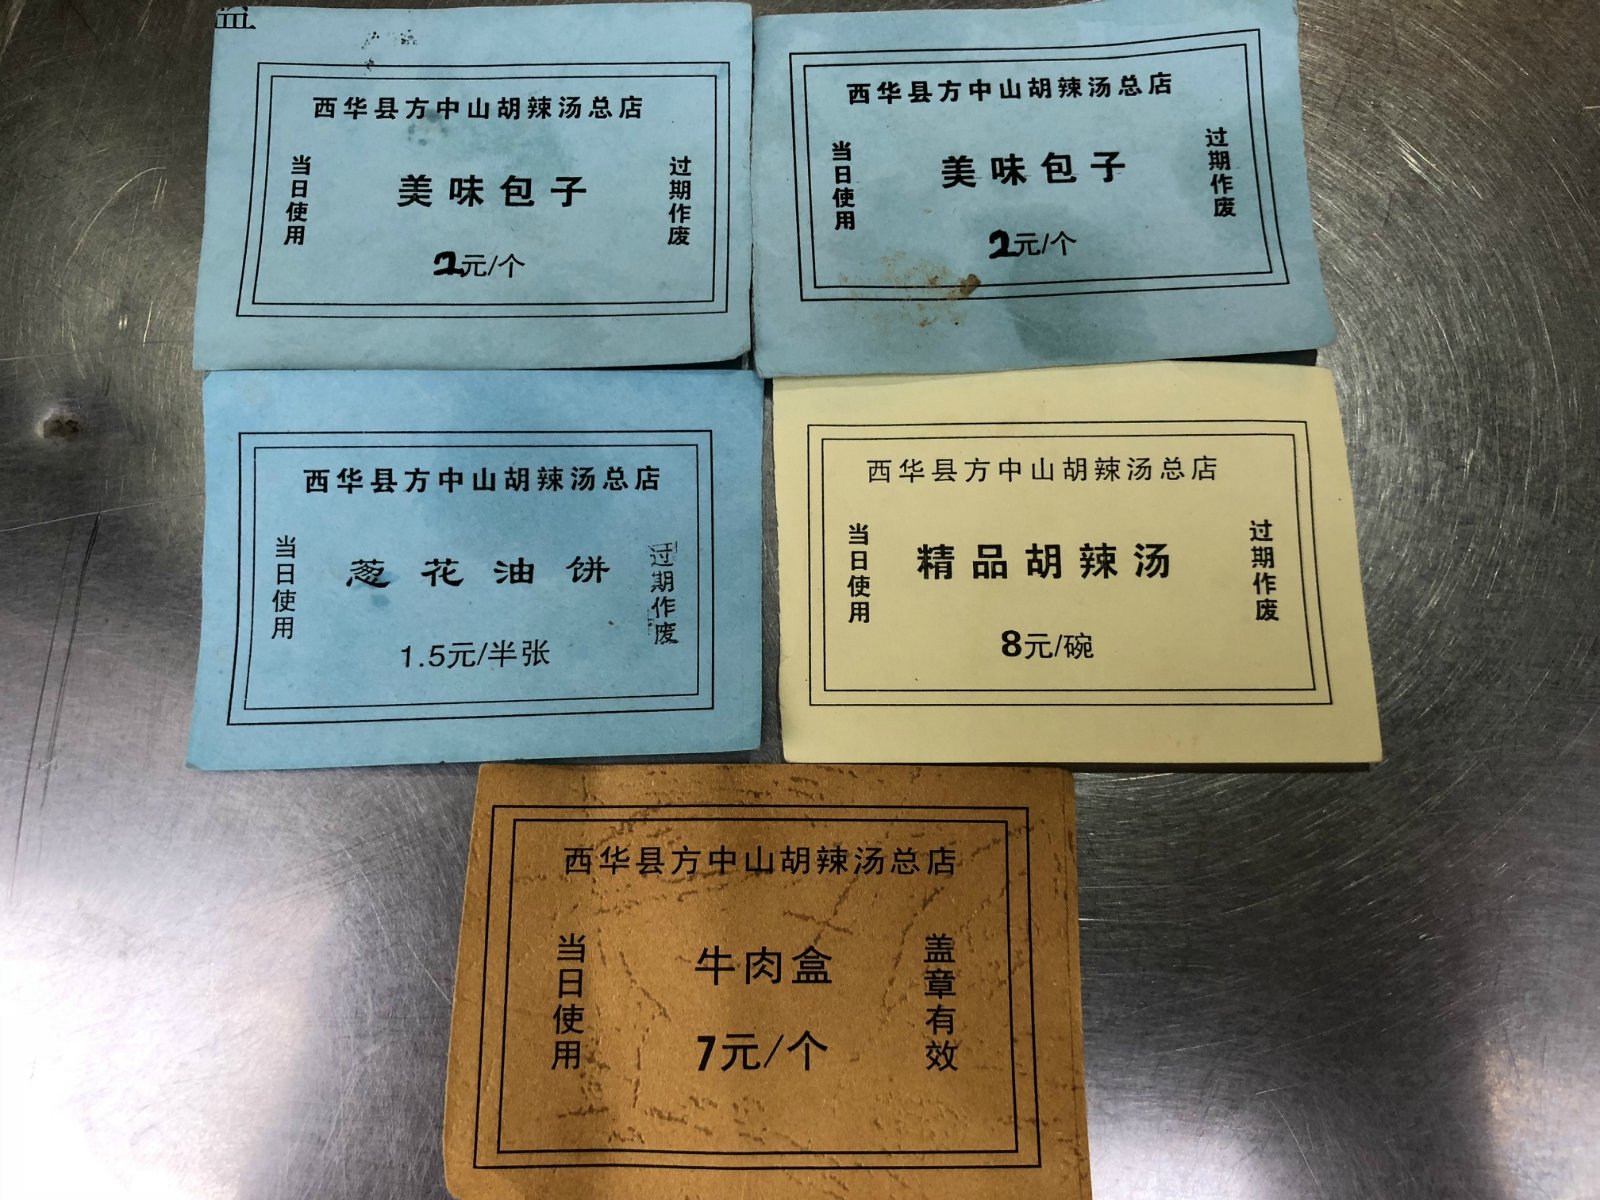 西华县方中山胡辣汤总店
当日使用
美味包子
过期作废
2元/个
西华县方中山胡辣汤总店
当日使用
美味包子
过期作废
2元/个
西华县方中山胡辣汤总店
当日使用
葱花油饼
过期作废
1.5元/半张
西华县方中山胡辣汤总店
当日使用
精品胡辣汤
过期作废
8元/碗
西华县方中山胡辣汤总店
当日使用
牛肉盒
盖章有效
7元/个